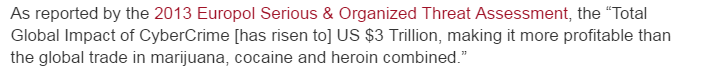 As reported by the 2013 Europol Serious & Organized Threat Assessment, the “Total
Global Impact of CyberCrime [has risen to] US $3 Trillion, making it more profitable than
the global trade in marijuana, cocaine and heroin combined.”